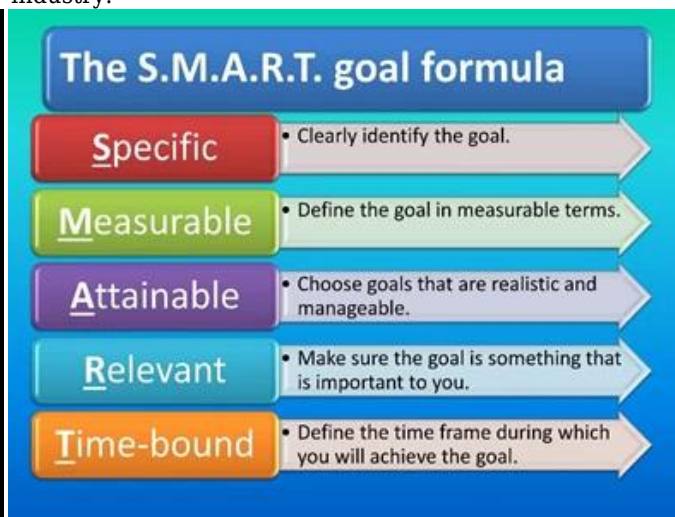 industry.
The S.M.A.R.T. goal formula
Specific
• Clearly identify the goal.
Measurable
• Define the goal in measurable terms.
Attainable
• Choose goals that are realistic and
manageable.
Relevant
• Make sure the goal is something that
is important to you.
Time-bound
• Define the time frame during which
you will achieve the goal.